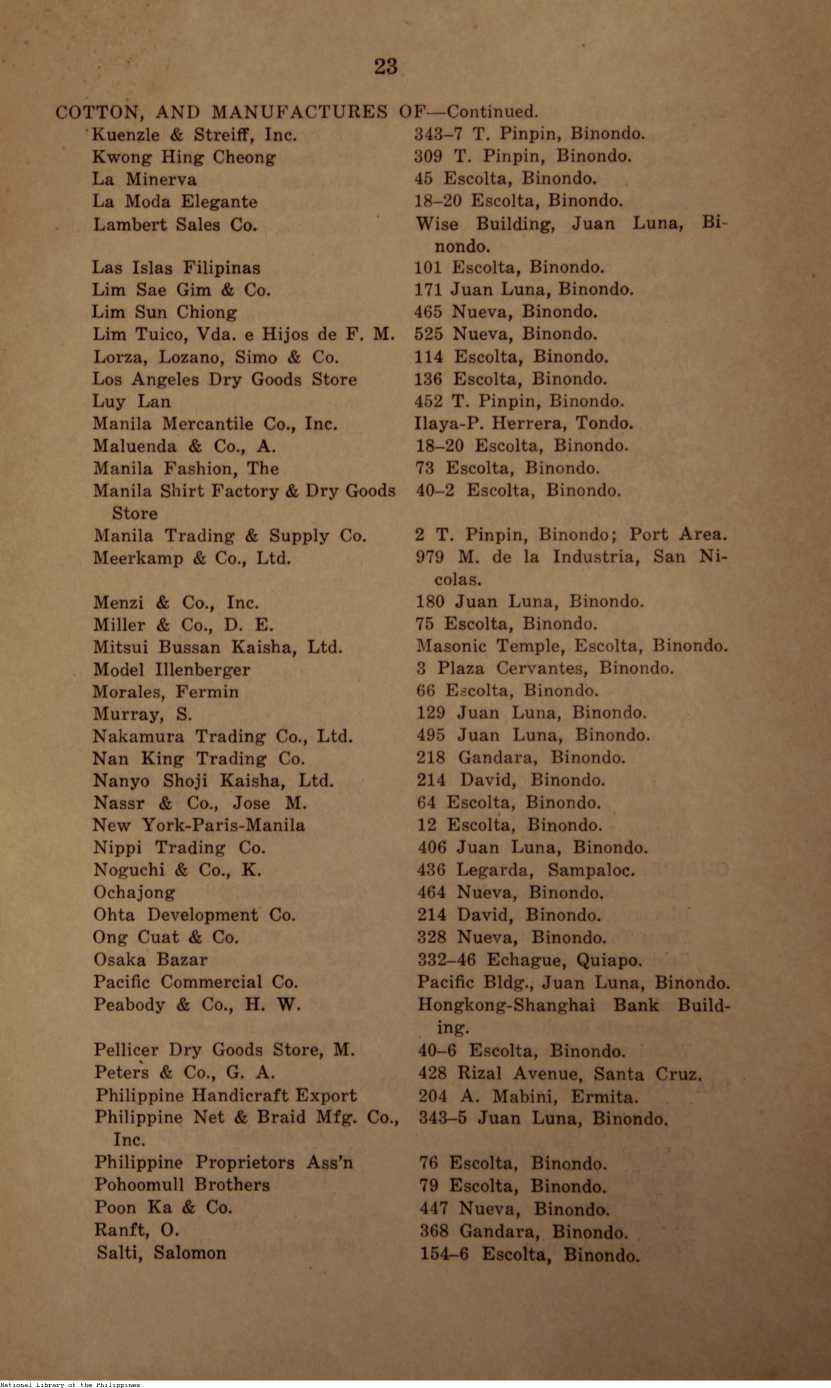 23
COTTON, AND MANUFACTURES OF—Continued.
Kuenzle & Streiff, Inc. 343–7 T. Pinpin, Binondo.
Kwong Hing Cheong 309 T. Pinpin, Binondo.
La Minerva 45 Escolta, Binondo.
La Moda Elegante 18–20 Escolta, Binondo.
Lambert Sales Co. Wise Building, Juan Luna, Bi-
nondo.
Las Islas Filipinas 101 Escolta, Binondo.
Lim Sae Gim & Co. 171 Juan Luna, Binondo.
Lim Sun Chiong 465 Nueva, Binondo.
Lim Tuico, Vda. e Hijos de F. M. 525 Nueva, Binondo.
Lorza, Lozano, Simo & Co. 114 Escolta, Binondo.
Los Angeles Dry Goods Store 136 Escolta, Binondo.
Luy Lan 452 T. Pinpin, Binondo.
Manila Mercantile Co., Inc. Ilaya-P. Herrera, Tondo.
Maluenda & Co., A. 18–20 Escolta, Binondo.
Manila Fashion, The 73 Escolta, Binondo.
Manila Shirt Factory & Dry Goods 40–2 Escolta, Binondo.
Store
Manila Trading & Supply Co. 2 T. Pinpin, Binondo; Port Area.
Meerkamp & Co., Ltd. 979 M. de la Industria, San Ni-
colas.
Menzi & Co., Inc. 180 Juan Luna, Binondo.
Miller & Co., D. E. 75 Escolta, Binondo.
Mitsui Bussan Kaisha, Ltd. Masonic Temple, Escolta, Binondo.
Model Illenberger 3 Plaza Cervantes, Binondo.
Morales, Fermin 66 Escolta, Binondo.
Murray, S. 129 Juan Luna, Binondo.
Nakamura Trading Co., Ltd. 495 Juan Luna, Binondo.
Nan King Trading Co. 218 Gandara, Binondo.
Nanyo Shoji Kaisha, Ltd. 214 David, Binondo.
Nassr & Co., Jose M. 64 Escolta, Binondo.
New York-Paris-Manila 12 Escolta, Binondo.
Nippi Trading Co. 406 Juan Luna, Binondo.
Noguchi & Co., K. 436 Legarda, Sampaloc.
Ochajong 464 Nueva, Binondo.
Ohta Development Co. 214 David, Binondo.
Ong Cuat & Co. 328 Nueva, Binondo.
Osaka Bazar 332–46 Echague, Quiapo.
Pacific Commercial Co. Pacific Bldg., Juan Luna, Binondo.
Peabody & Co., H. W. Hongkong-Shanghai Bank Build-
ing.
Pellicer Dry Goods Store, M. 40–6 Escolta, Binondo.
Peters & Co., G. A. 428 Rizal Avenue, Santa Cruz.
Philippine Handicraft Export 204 A. Mabini, Ermita.
Philippine Net & Braid Mfg. Co., 343–5 Juan Luna, Binondo.
Inc.
Philippine Proprietors Ass'n 76 Escolta, Binondo.
Pohoomull Brothers 79 Escolta, Binondo.
Poon Ka & Co. 447 Nueva, Binondo.
Ranft, O. 368 Gandara, Binondo.
Salti, Salomon 154–6 Escolta, Binondo.
National Library of the Philippines